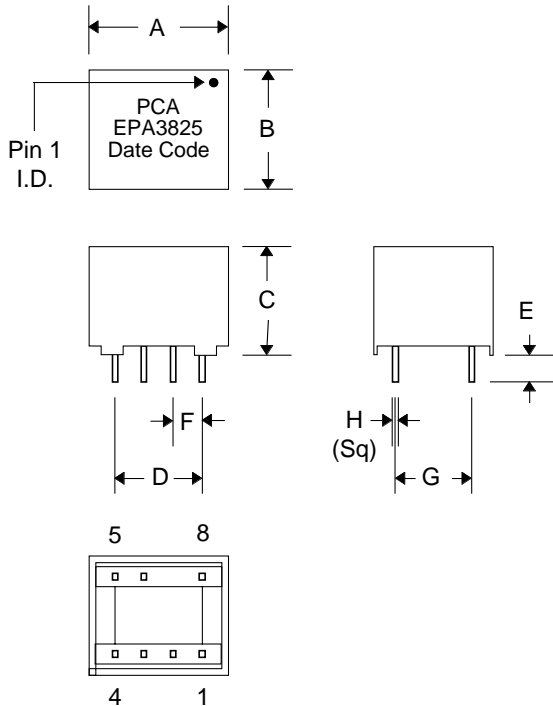 A
PCA
EPA3825
Date Code
B
Pin 1
I.D.
C
E
F
D
H
(Sq)
G
5 8
4 1